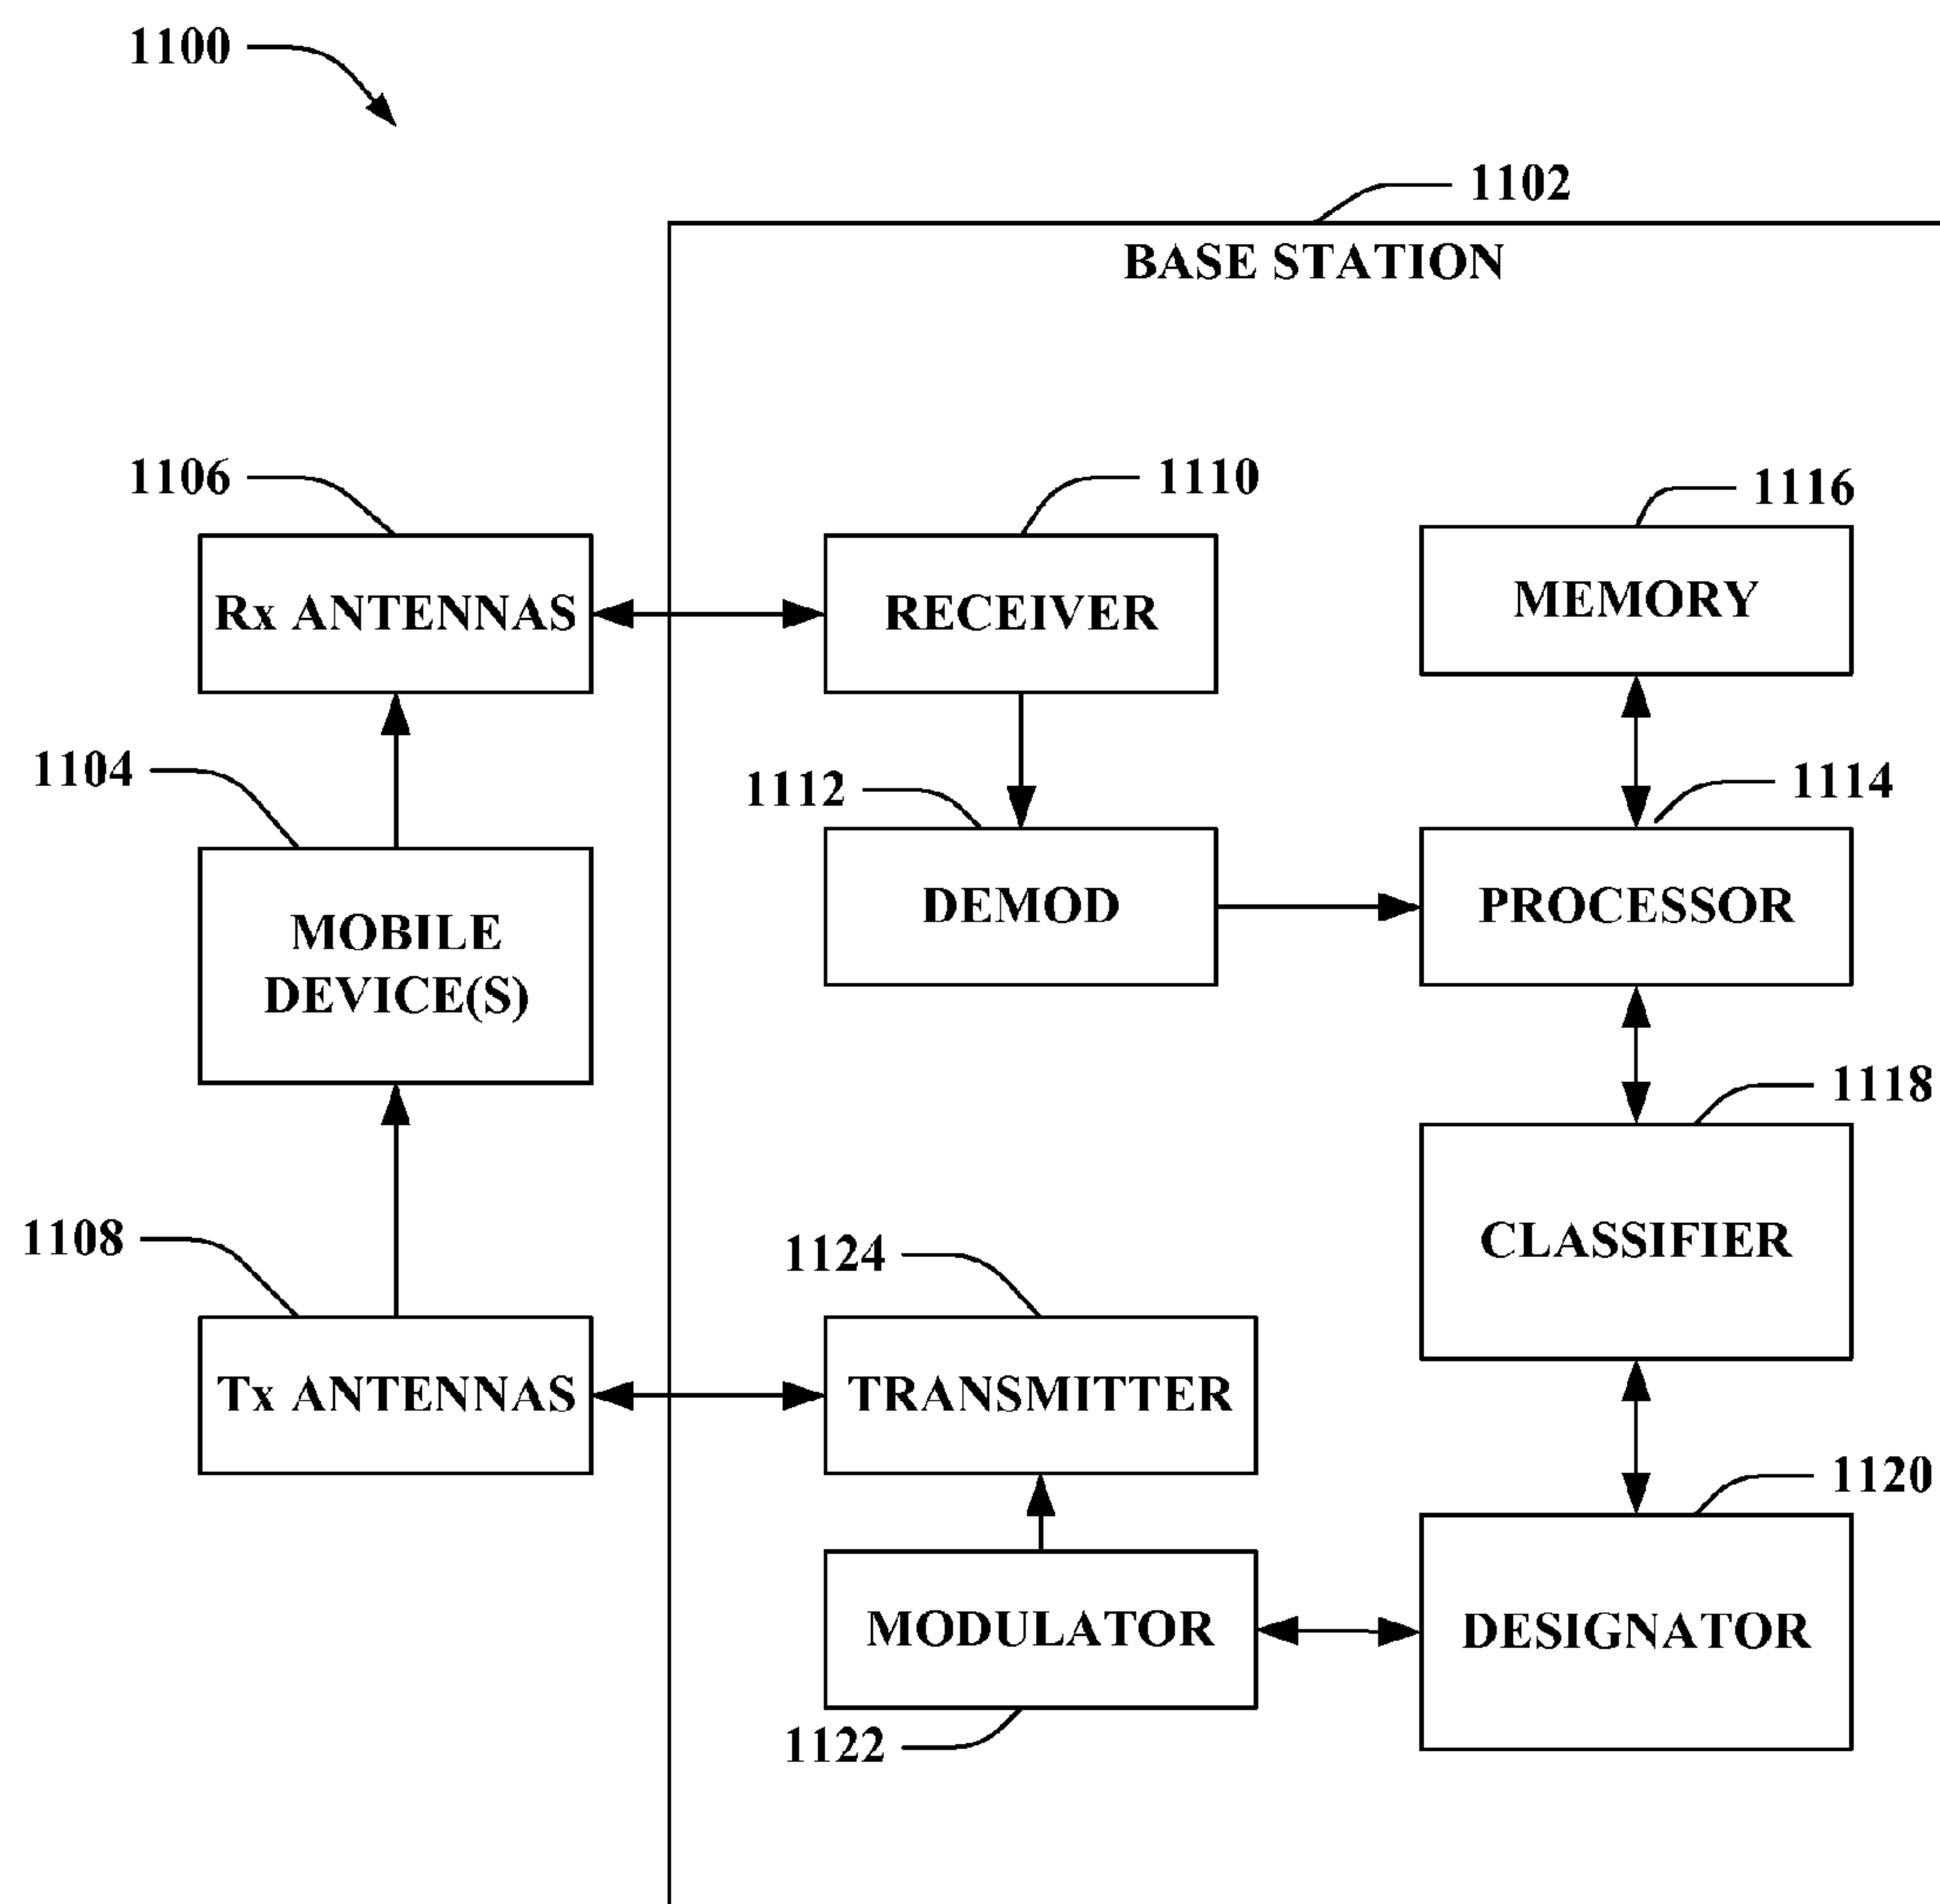 1100
1102
BASE STATION
1106
1110
1116
Rx ANTENNAS
RECEIVER
MEMORY
1104
1112
1114
MOBILE
DEVICE(S)
DEMOD
PROCESSOR
1118
1108
1124
CLASSIFIER
Tx ANTENNAS
TRANSMITTER
1120
MODULATOR
DESIGNATOR
1122